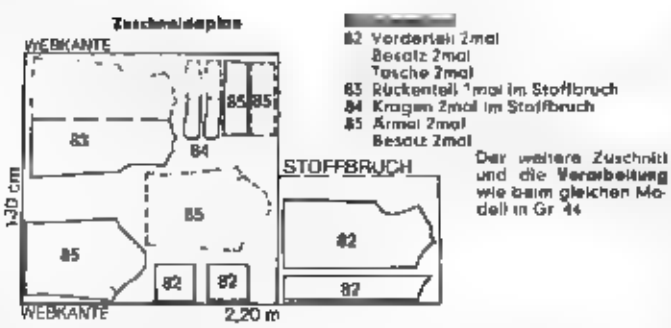 Zuschneideplan
WEBKANTE
82 Vorderteil 2mal
Besatz 2mal
Tasche 2mal
83 Rückenteil 1mal im Stoffbruch
84 Kragen 2mal im Stoffbruch
85 Ärmel 2mal
Besatz 2mal
Der weitere Zuschnitt
und die Verarbeitung
wie beim gleichen Mo-
dell in Gr 44
85 85
83
84
STOFFBRUCH
140 cm
85
82
85
82 82
82
WEBKANTE
2,20 m